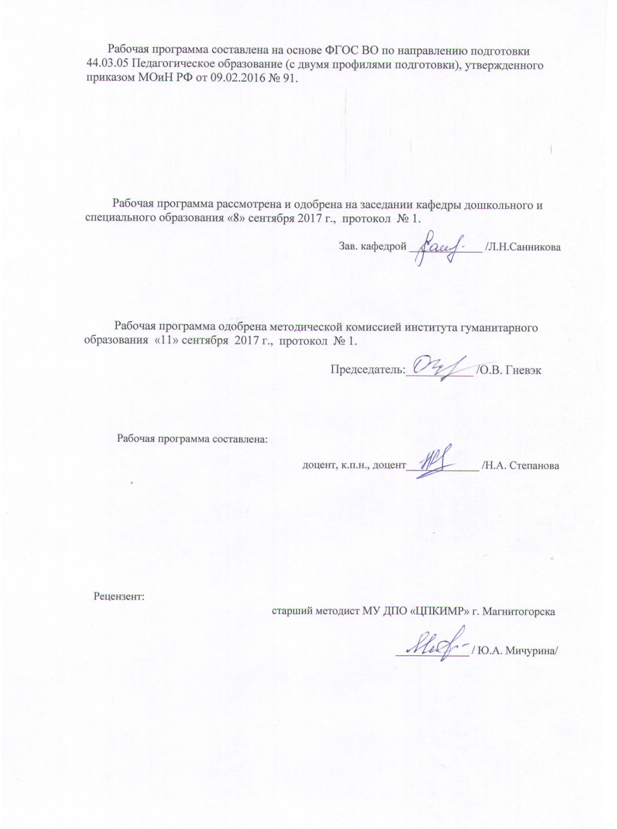 Рабочая программа составлена на основе ФГОС ВО по направлению подготовки
44.03.05 Педагогическое образование (с двумя профилями подготовки), утвержденного
приказом МОиН РФ от 09.02.2016 № 91.
Рабочая программа рассмотрена и одобрена на заседании кафедры дошкольного и
специального образования «8» сентября 2017 г., протокол № 1.
Зав. кафедрой /Л.Н.Санникова
Рабочая программа одобрена методической комиссией института гуманитарного
образования «11» сентября 2017 г., протокол № 1.
Председатель: /О.В. Гневэк
Рабочая программа составлена:
доцент, к.п.н., доцент /Н.А. Степанова
Рецензент:
старший методист МУ ДПО «ЦПКИМР» г. Магнитогорска
/ Ю.А. Мичурина/